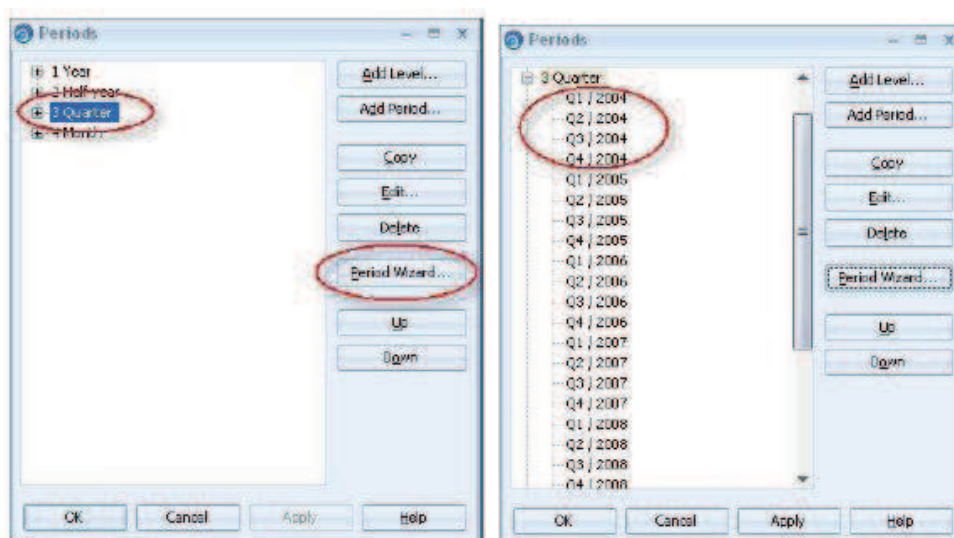 Periods
1 Year
2 Half-year
3 Quarter
4 Month
Add Level...
Add Period...
Copy
Edit...
Delete
Period Wizard...
Up
Down
OK
Cancel
Apply
Help
Periods
3 Quarter
Q1 / 2004
Q2 / 2004
Q3 / 2004
Q4 / 2004
Q1 / 2005
Q2 / 2005
Q3 / 2005
Q4 / 2005
Q1 / 2006
Q2 / 2006
Q3 / 2006
Q4 / 2006
Q1 / 2007
Q2 / 2007
Q3 / 2007
Q4 / 2007
Q1 / 2008
Q2 / 2008
Q3 / 2008
Q4 / 2008
Add Level...
Add Period...
Copy
Edit...
Delete
Period Wizard...
Up
Down
OK
Cancel
Apply
Help